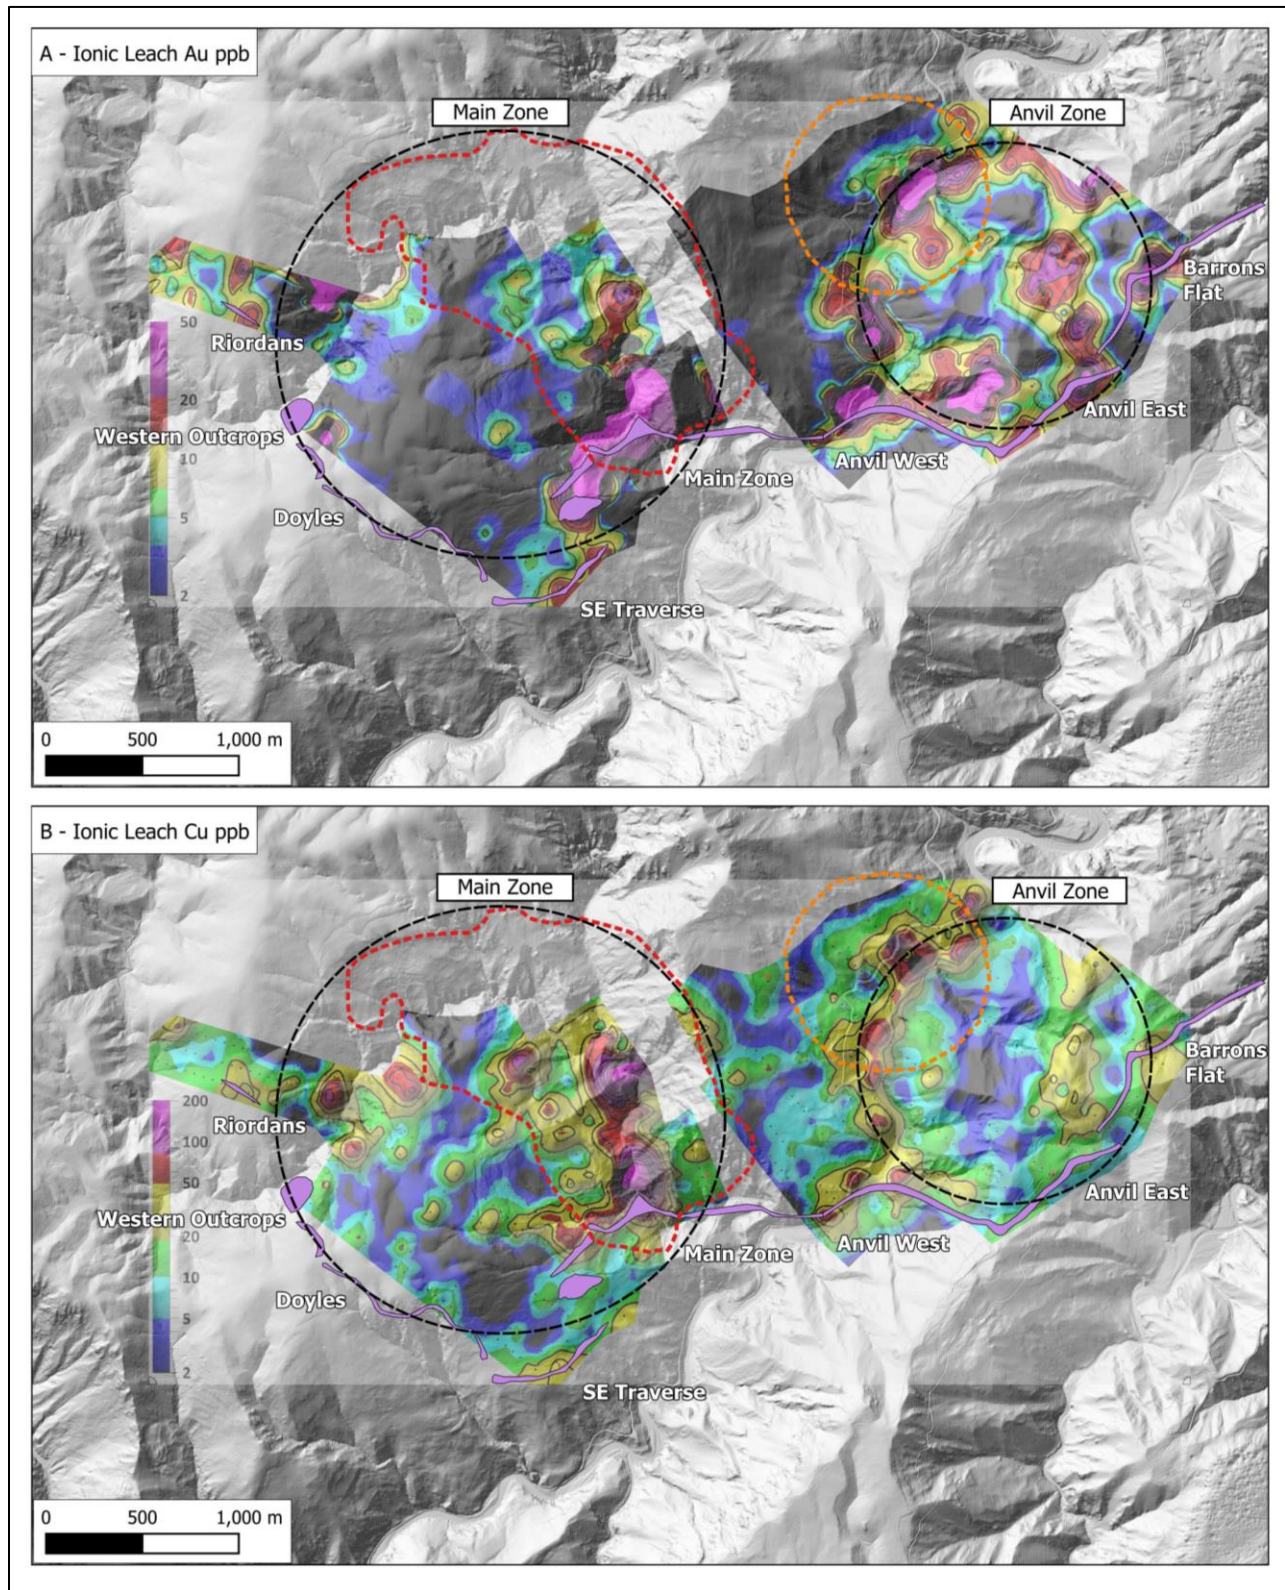 A - Ionic Leach Au ppb
Main Zone
Anvil Zone
Barrons
Flat
Riordans
50
20
10
5
2
Western Outcrops
Anvil East
Anvil West
Main Zone
Doyles
SE Traverse
0 500 1,000 m
B - Ionic Leach Cu ppb
Main Zone
Anvil Zone
Barrons
Flat
Riordans
200
100
50
20
10
5
2
Western Outcrops
Anvil East
Anvil West
Main Zone
Doyles
SE Traverse
0 500 1,000 m